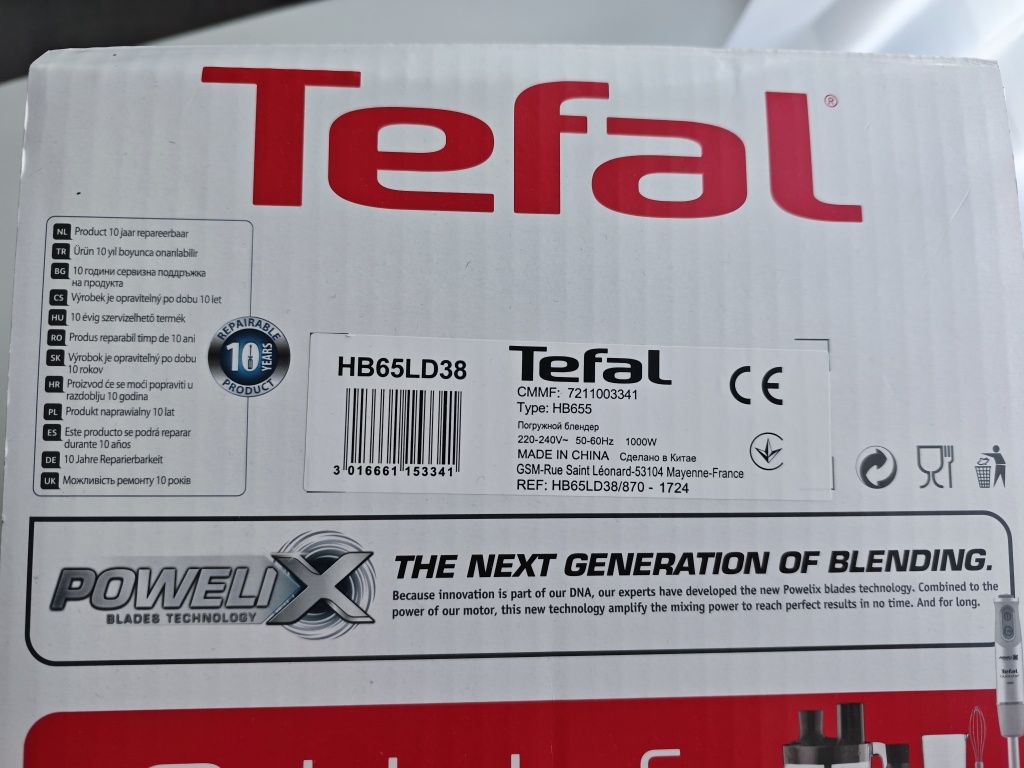 Tefal®
NL Product 10 jaar repareerbaar
TR Ürün 10 yıl boyunca onarılabilir
BG 10 години сервизна поддръжка
на продукта
CS Výrobek je opravitelný po dobu 10 let
HU 10 évig szervizelhető termék
RO Produs reparabil timp de 10 ani
SK Výrobok je opraviteľný po dobu
10 rokov
HR Proizvod će se moći popraviti u
razdoblju 10 godina
PL Produkt naprawialny 10 lat
ES Este producto se podrá reparar
durante 10 años
DE 10 Jahre Reparierbarkeit
UK Можливість ремонту 10 років
REPAIRABLE
10 YEARS
PRODUCT
HB65LD38
3 016661 153341
Tefal
CMMF: 7211003341
Type: HB655
Погружной блендер
220-240V~ 50-60Hz 1000W
MADE IN CHINA Сделано в Китае
GSM-Rue Saint Léonard-53104 Mayenne-France
REF: HB65LD38/870 - 1724
CE
POWELIX
BLADES TECHNOLOGY
THE NEXT GENERATION OF BLENDING.
Because innovation is part of our DNA, our experts have developed the new Powelix blades technology. Combined to the
power of our motor, this new technology amplify the mixing power to reach perfect results in no time. And for long.
Tefal